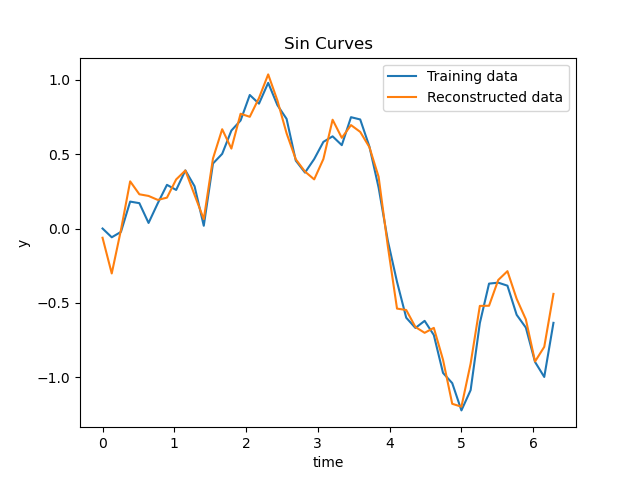 Sin Curves
Training data
Reconstructed data
1.0
0.5
0.0
−0.5
−1.0
y
0 1 2 3 4 5 6
time